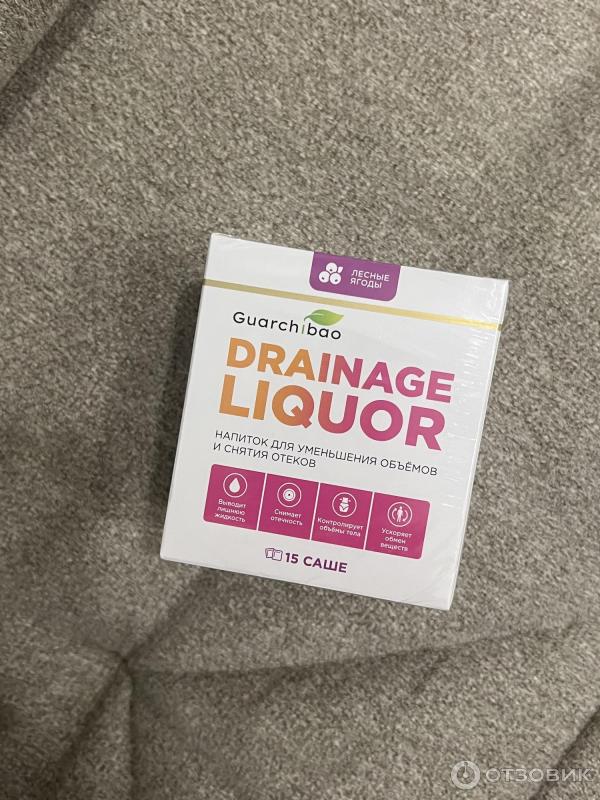 ЛЕСНЫЕ
ЯГОДЫ
Guarchibao
DRAINAGE
LIQUOR
НАПИТОК ДЛЯ УМЕНЬШЕНИЯ ОБЪЁМОВ
И СНЯТИЯ ОТЕКОВ
Выводит
лишнюю
жидкость
Снимает
отечность
Контролирует
объёмы тела
Ускоряет
обмен
веществ
15 САШЕ
ОТЗОВИК